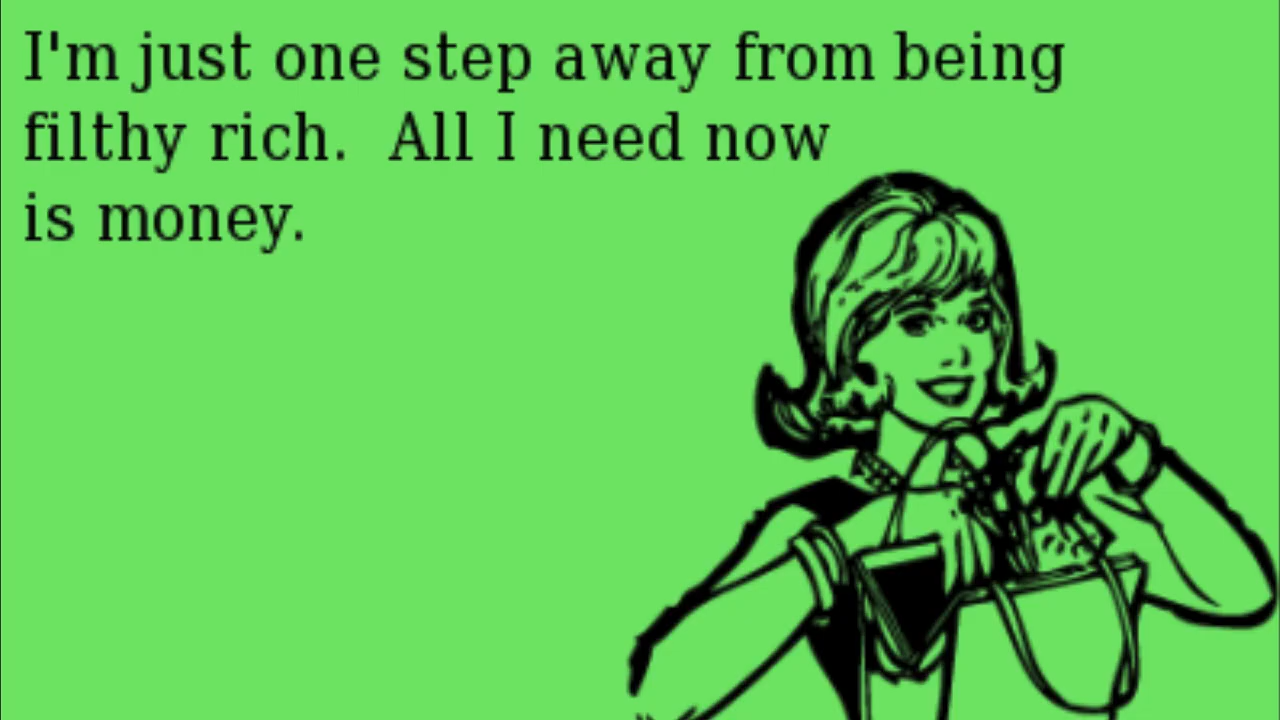 I'm just one step away from being
filthy rich.  All I need now
is money.